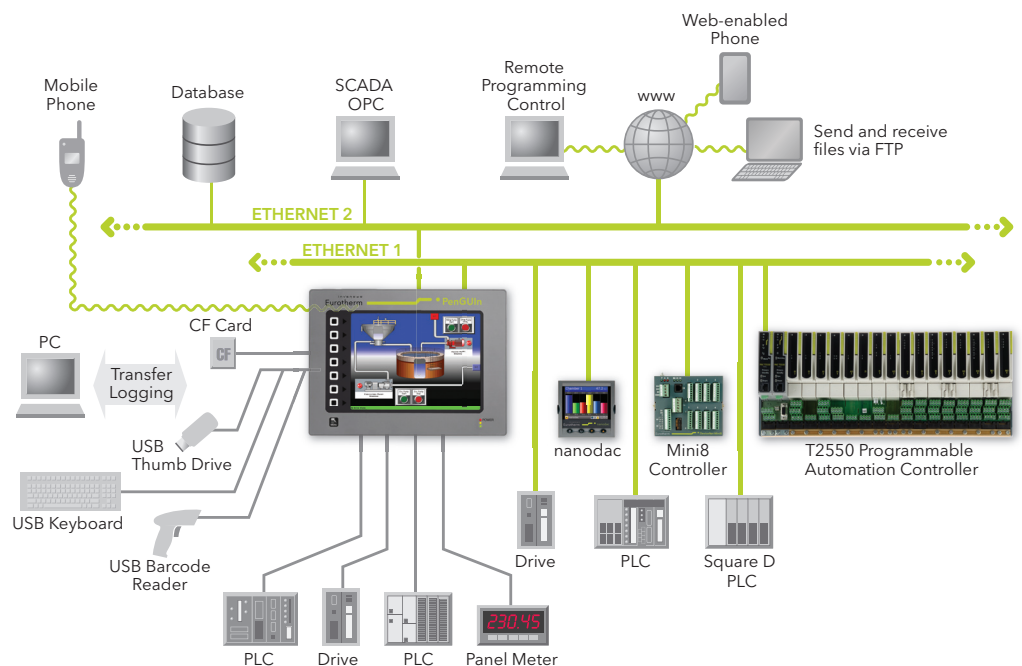 Web-enabled
Phone
Mobile
Phone
Database
SCADA
OPC
Remote
Programming
Control
www
Send and receive
files via FTP
ETHERNET 2
ETHERNET 1
Eurotherm
PenGUIn
CF Card
CF
PC
Transfer
Logging
USB
Thumb Drive
USB Keyboard
USB Barcode
Reader
nanodac
Mini8
Controller
T2550 Programmable
Automation Controller
Drive
PLC
Square D
PLC
230.45
PLC
Drive
PLC
Panel Meter